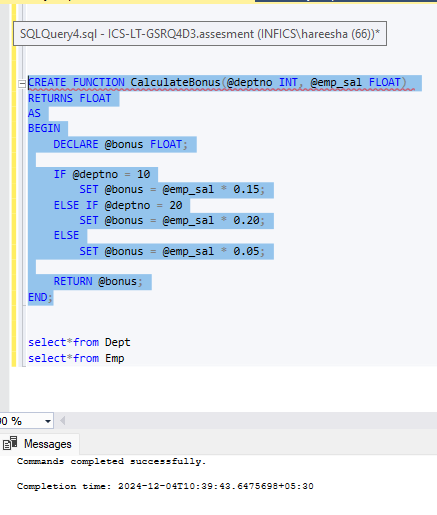 SQLQuery4.sql - ICS-LT-GSRQ4D3.assesment (INFICS\hareesha (66))*
CREATE FUNCTION CalculateBonus(@deptno INT, @emp_sal FLOAT)
RETURNS FLOAT
AS
BEGIN
DECLARE @bonus FLOAT;
IF @deptno = 10
SET @bonus = @emp_sal * 0.15;
ELSE IF @deptno = 20
SET @bonus = @emp_sal * 0.20;
ELSE
SET @bonus = @emp_sal * 0.05;
RETURN @bonus;
END;
select*from Dept
select*from Emp
Messages
Commands completed successfully.
Completion time: 2024-12-04T10:39:43.6475698+05:30